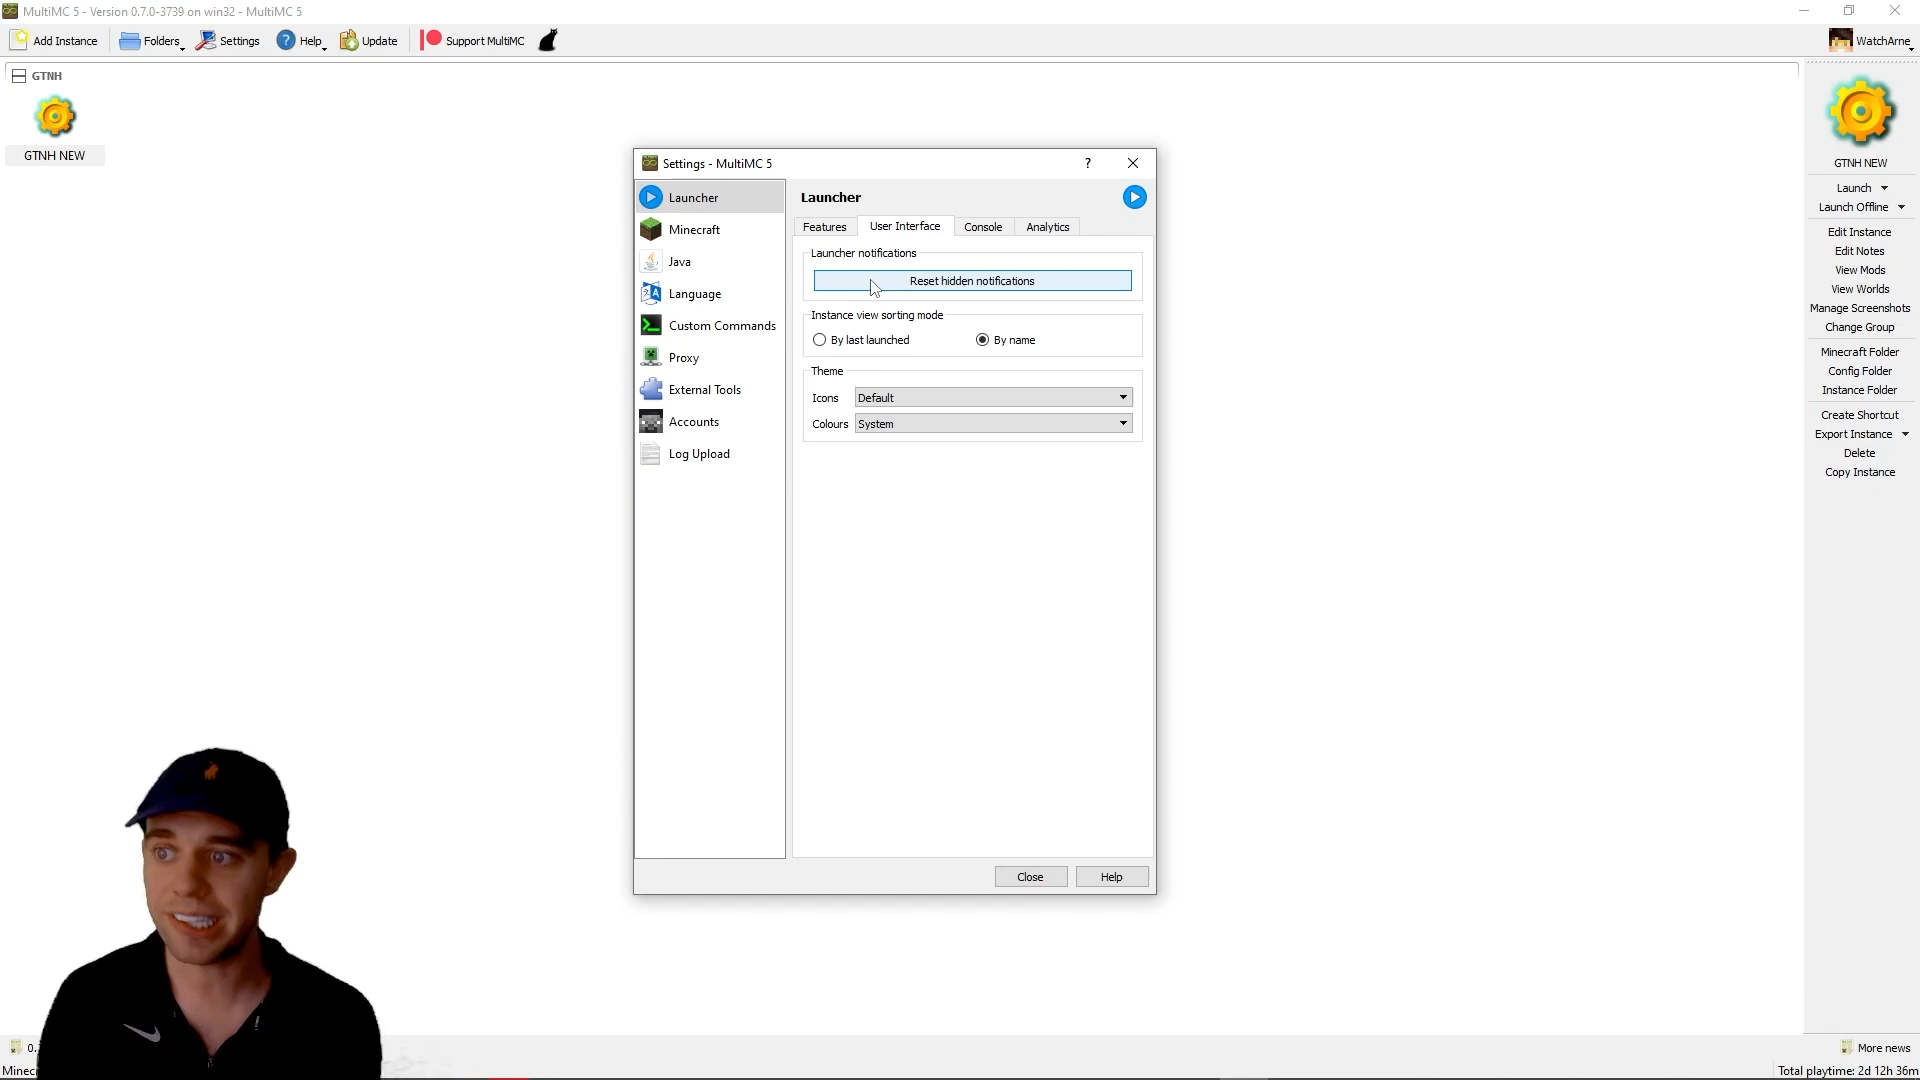 MultiMC 5 - Version 0.7.0-3739 on win32 - MultiMC 5
Add Instance
Folders
Settings
Help
Update
Support MultiMC
WatchArne
GTNH
GTNH NEW
Settings - MultiMC 5
?
Launcher
Minecraft
Java
Language
Custom Commands
Proxy
External Tools
Accounts
Log Upload
Launcher
Features
User Interface
Console
Analytics
Launcher notifications
Reset hidden notifications
Instance view sorting mode
By last launched
By name
Theme
Icons
Default
Colours
System
Close
Help
GTNH NEW
Launch
Launch Offline
Edit Instance
Edit Notes
View Mods
View Worlds
Manage Screenshots
Change Group
Minecraft Folder
Config Folder
Instance Folder
Create Shortcut
Export Instance
Delete
Copy Instance
0.
More news
Minec
Total playtime: 2d 12h 36m